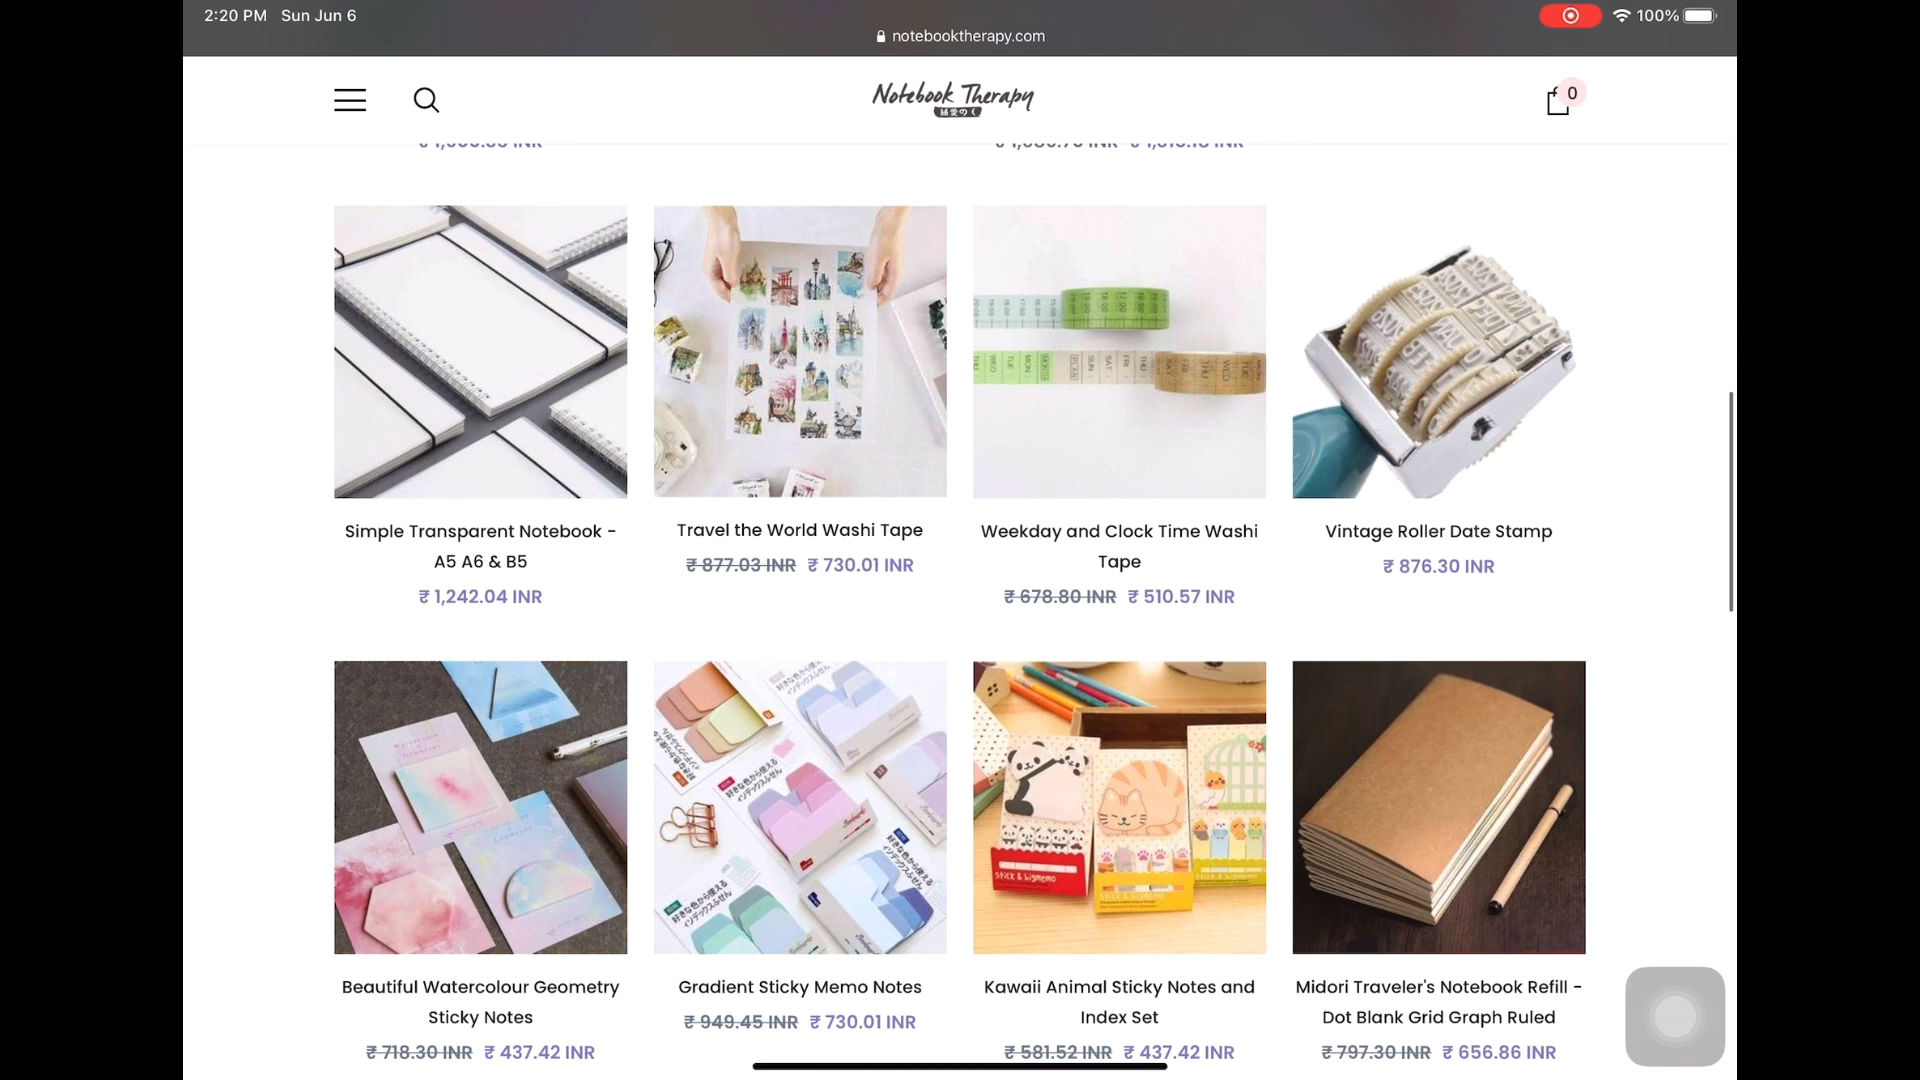 2:20 PM Sun Jun 6
100%
notebooktherapy.com
Notebook Therapy
0
Simple Transparent Notebook -
A5 A6 & B5
₹ 1,242.04 INR
Travel the World Washi Tape
₹ 877.03 INR ₹ 730.01 INR
Weekday and Clock Time Washi
Tape
₹ 678.80 INR ₹ 510.57 INR
Vintage Roller Date Stamp
₹ 876.30 INR
stick & bigmemo
Beautiful Watercolour Geometry
Sticky Notes
₹ 718.30 INR ₹ 437.42 INR
Gradient Sticky Memo Notes
₹ 949.45 INR ₹ 730.01 INR
Kawaii Animal Sticky Notes and
Index Set
₹ 581.52 INR ₹ 437.42 INR
Midori Traveler's Notebook Refill -
Dot Blank Grid Graph Ruled
₹ 797.30 INR ₹ 656.86 INR